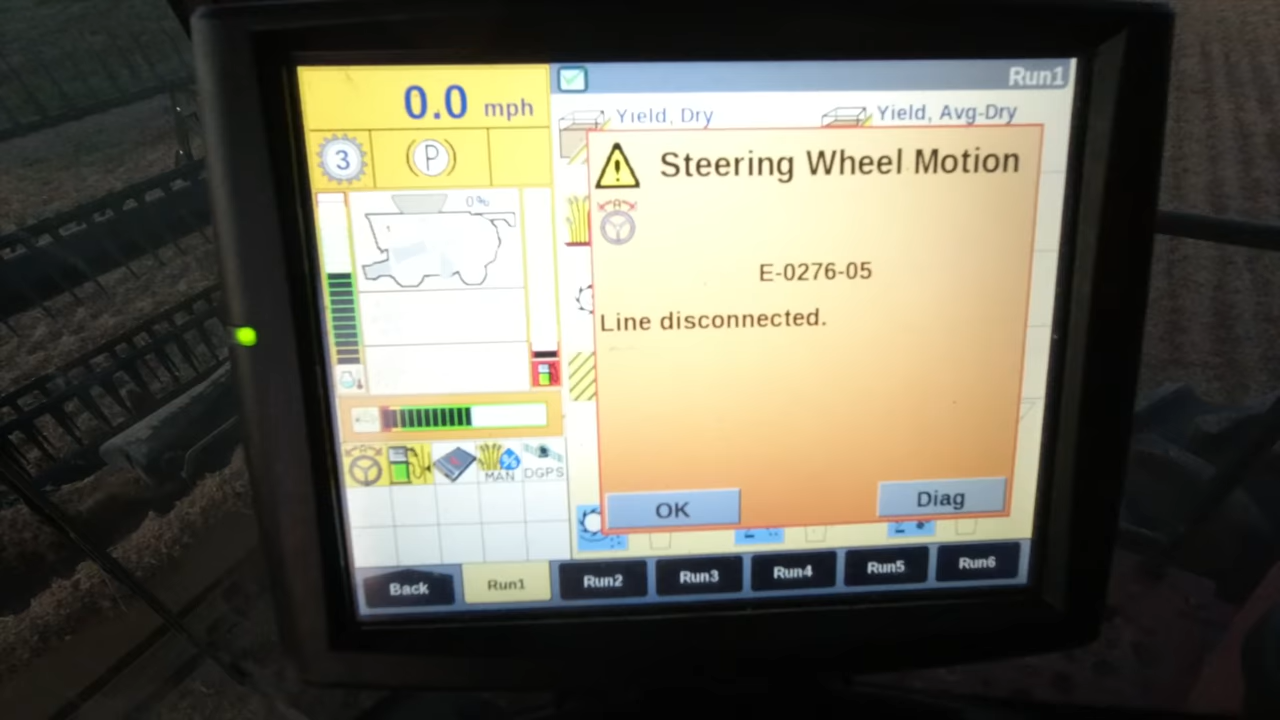 0.0 mph
3
P
0%
%
MAN
DGPS
Run1
Yield, Dry
Yield, Avg-Dry
Steering Wheel Motion
A
E-0276-05
Line disconnected.
OK
Diag
Back
Run1
Run2
Run3
Run4
Run5
Run6